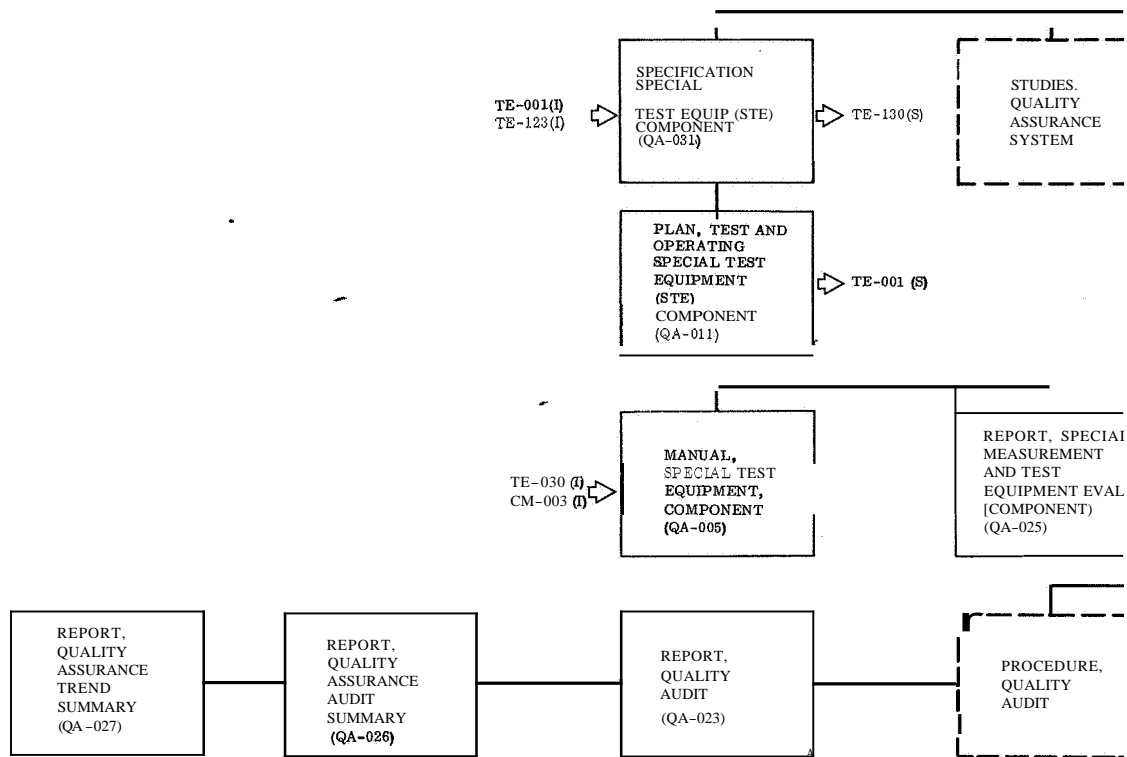 SPECIFICATION
SPECIAL
TEST EQUIP (STE)
COMPONENT
(QA-031)
TE-001(I)
TE-123(I)
TE-130(S)
STUDIES.
QUALITY
ASSURANCE
SYSTEM
PLAN, TEST AND
OPERATING
SPECIAL TEST
EQUIPMENT
(STE)
COMPONENT
(QA-011)
TE-001 (S)
MANUAL,
SPECIAL TEST
EQUIPMENT,
COMPONENT
(QA-005)
TE-030 (I)
CM-003 (I)
REPORT, SPECIAL
MEASUREMENT
AND TEST
EQUIPMENT EVAL
[COMPONENT)
(QA-025)
REPORT,
QUALITY
ASSURANCE
TREND
SUMMARY
(QA-027)
REPORT,
QUALITY
ASSURANCE
AUDIT
SUMMARY
(QA-026)
REPORT,
QUALITY
AUDIT
(QA-023)
PROCEDURE,
QUALITY
AUDIT